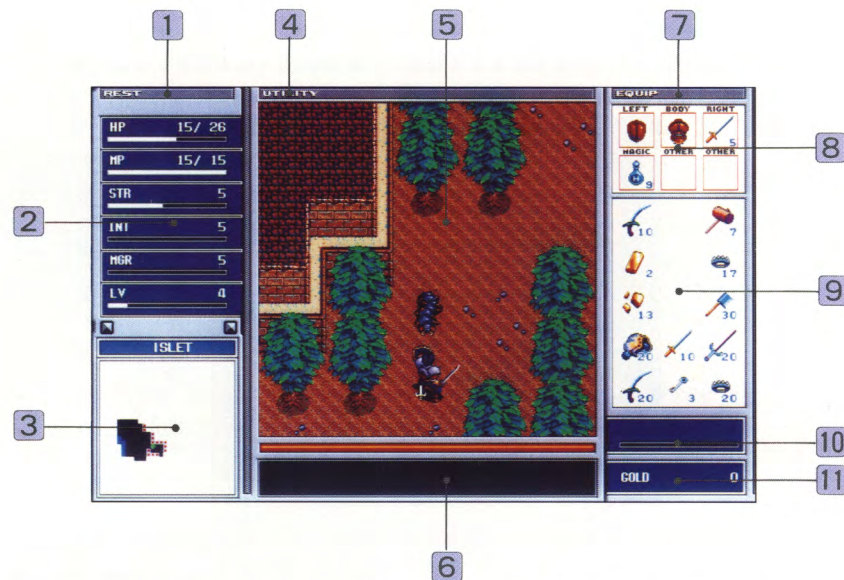 1
4
5
7
REST
UTILITY
EQUIP
LEFT BODY RIGHT
5
8
MAGIC OTHER OTHER
9
HP 15/ 26
MP 15/ 15
STR 5
INT 5
MGR 5
LV 4
2
ISLET
3
10 7
2 17
9
13 30
20 10 20
20 3 20
10
GOLD 0
11
6